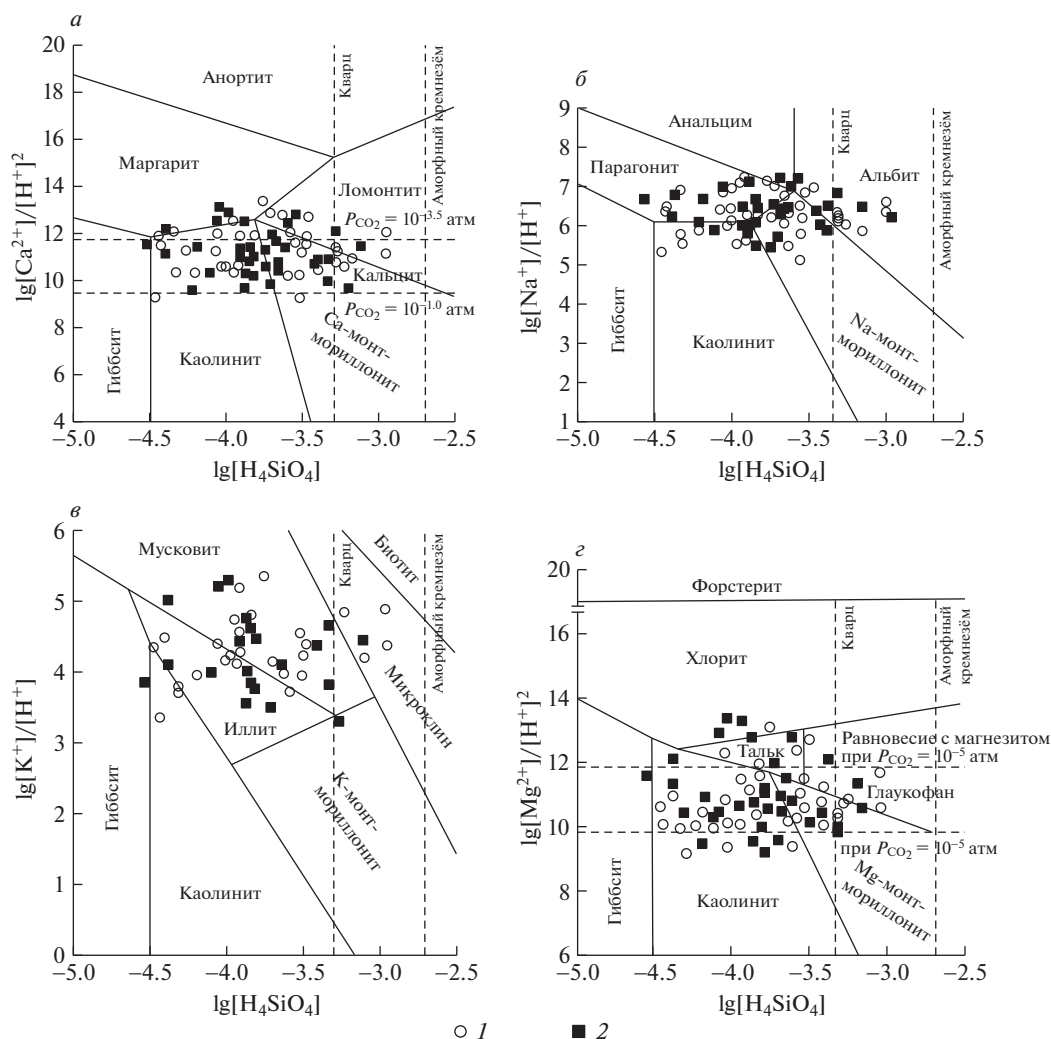 а
lg[Ca²⁺]/[H⁺]²
20
18
16
14
12
10
8
6
4
Анортит
Маргарит
Кварц
Аморфный кремнезём
Ломонтит
P_CO₂ = 10⁻³·⁵ атм
Кальцит
P_CO₂ = 10⁻¹·⁰ атм
Гиббсит
Каолинит
Ca-монт-
мориллонит
−5.0 −4.5 −4.0 −3.5 −3.0 −2.5
lg[H₄SiO₄]
б
lg[Na⁺]/[H⁺]
9
8
7
6
5
4
3
2
1
Анальцим
Парагонит
Кварц
Альбит
Аморфный кремнезём
Гиббсит
Каолинит
Na-монт-
мориллонит
−5.0 −4.5 −4.0 −3.5 −3.0 −2.5
lg[H₄SiO₄]
в
lg[K⁺]/[H⁺]
6
5
4
3
2
1
0
Мусковит
Кварц
Биотит
Аморфный кремнезём
Микроклин
Иллит
K-монт-
мориллонит
Гиббсит
Каолинит
−5.0 −4.5 −4.0 −3.5 −3.0 −2.5
lg[H₄SiO₄]
г
lg[Mg²⁺]/[H⁺]²
20
16
14
12
10
8
6
Форстерит
Хлорит
Кварц
Аморфный
кремнезём
Тальк
Равновесие с магнезитом
при P_CO₂ = 10⁻⁵ атм
Глаукофан
при P_CO₂ = 10⁻⁵ атм
Гиббсит
Каолинит
Mg-монт-
мориллонит
−5.0 −4.5 −4.0 −3.5 −3.0 −2.5
lg[H₄SiO₄]
1 2